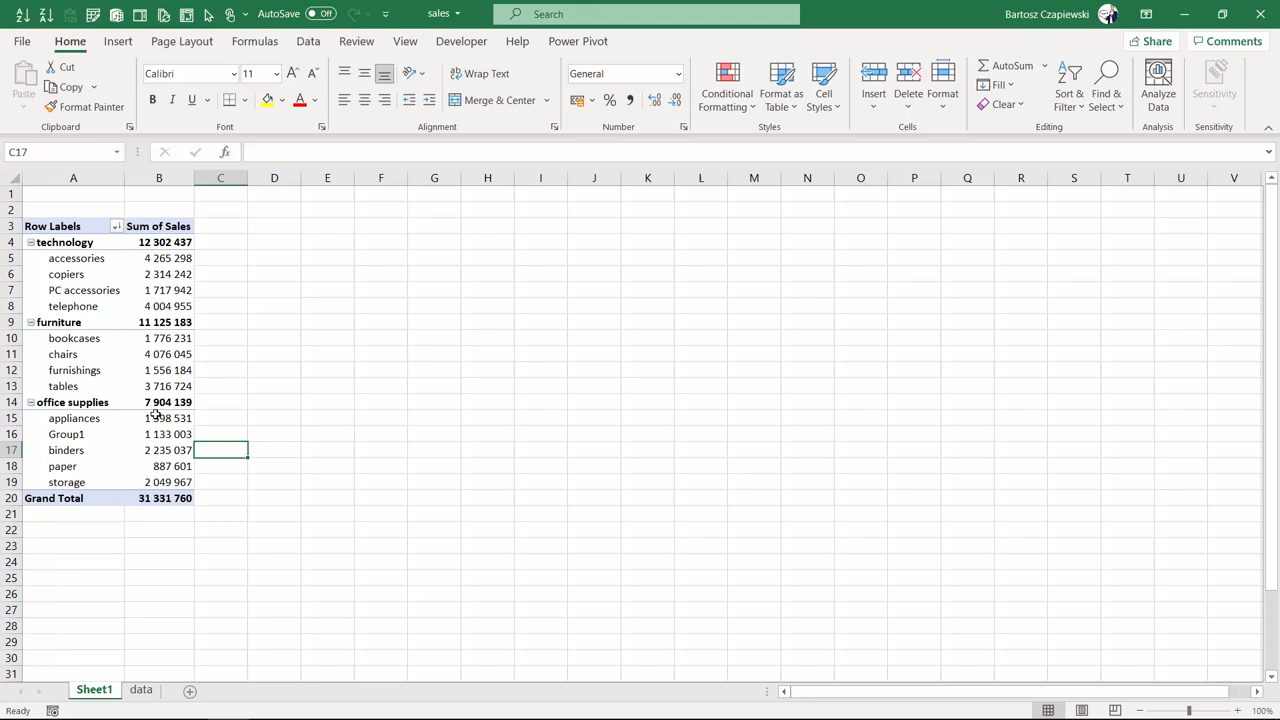 AutoSave Off sales Search Bartosz Czapiewski
File Home Insert Page Layout Formulas Data Review View Developer Help Power Pivot Share Comments
Paste Cut Copy Format Painter
Clipboard
Calibri 11
B I U A
Font
Wrap Text
Merge & Center
Alignment
General
% 9
Number
Conditional Formatting Format as Table Cell Styles
Styles
Insert Delete Format
Cells
AutoSum
Fill
Clear
Sort & Filter Find & Select
Editing
Analyze Data
Analysis
Sensitivity
Sensitivity
C17 fx
A B C D E F G H I J K L M N O P Q R S T U V
1
2
3 Row Labels Sum of Sales
4 technology 12 302 437
5 accessories 4 265 298
6 copiers 2 314 242
7 PC accessories 1 717 942
8 telephone 4 004 955
9 furniture 11 125 183
10 bookcases 1 776 231
11 chairs 4 076 045
12 furnishings 1 556 184
13 tables 3 716 724
14 office supplies 7 904 139
15 appliances 1 598 531
16 Group1 1 133 003
17 binders 2 235 037
18 paper 887 601
19 storage 2 049 967
20 Grand Total 31 331 760
21
22
23
24
25
26
27
28
29
30
31
Sheet1 data
Ready 100%